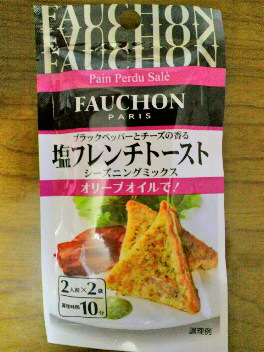 FAUCHON
FAUCHON
FAUCHON
Pain Perdu Salé
FAUCHON
PARIS
ブラックペッパーとチーズの香る
塩フレンチトースト
シーズニングミックス
オリーブオイルで!
2人前×2袋
調理時間10分
調理例